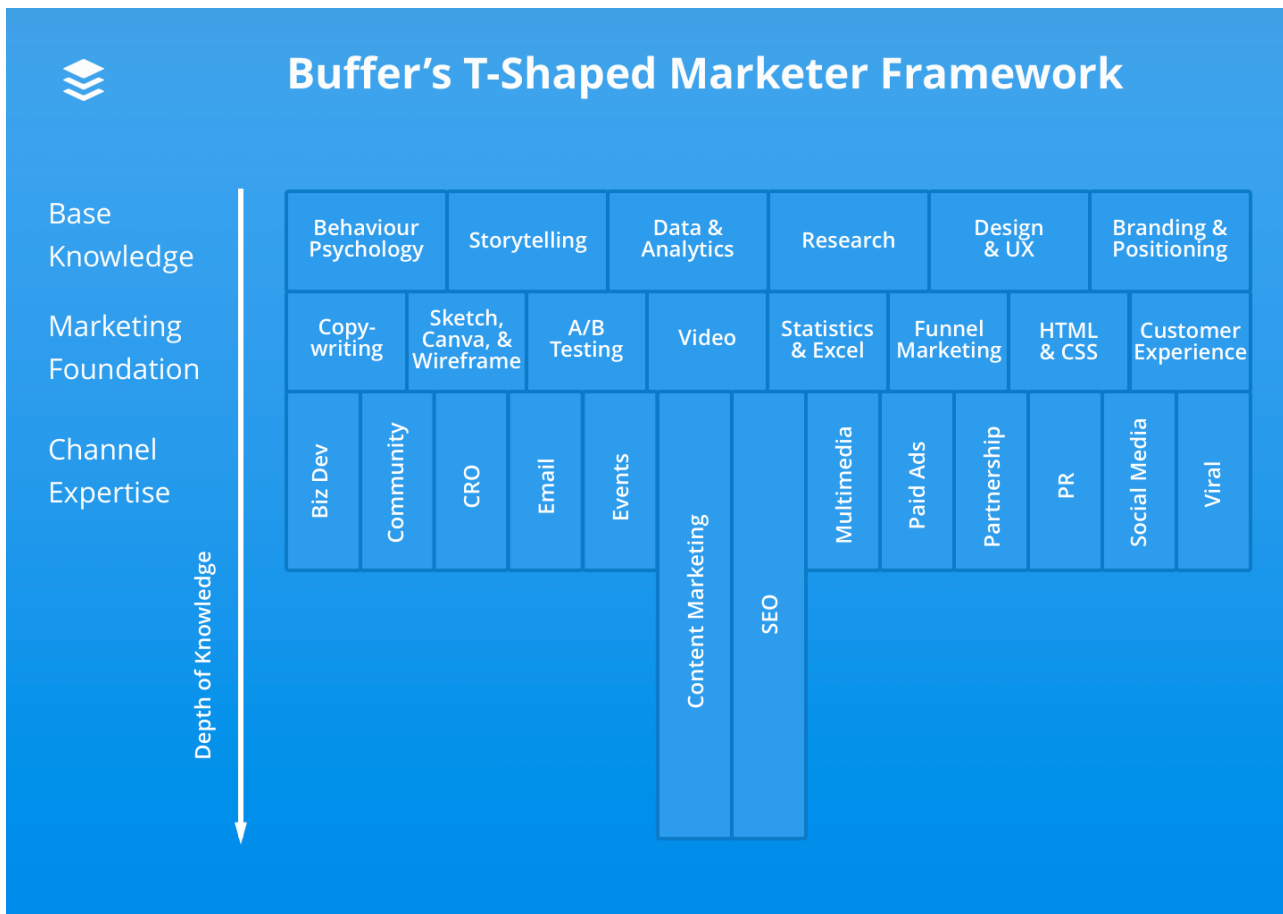 Buffer’s T-Shaped Marketer Framework
Base
Knowledge
Behaviour
Psychology
Storytelling
Data &
Analytics
Research
Design
& UX
Branding &
Positioning
Marketing
Foundation
Copy-
writing
Sketch,
Canva, &
Wireframe
A/B
Testing
Video
Statistics
& Excel
Funnel
Marketing
HTML
& CSS
Customer
Experience
Channel
Expertise
Biz Dev
Community
CRO
Email
Events
Content Marketing
SEO
Multimedia
Paid Ads
Partnership
PR
Social Media
Viral
Depth of Knowledge